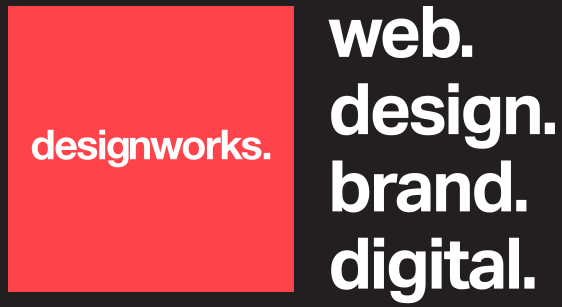 designworks.
web.
design.
brand.
digital.